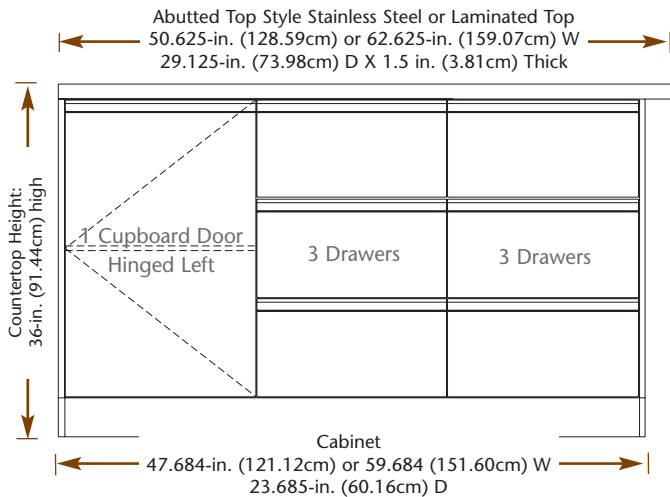 Abutted Top Style Stainless Steel or Laminated Top
50.625-in. (128.59cm) or 62.625-in. (159.07cm) W
29.125-in. (73.98cm) D X 1.5 in. (3.81cm) Thick
Countertop Height:
36-in. (91.44cm) high
1 Cupboard Door
Hinged Left
3 Drawers
3 Drawers
Cabinet
47.684-in. (121.12cm) or 59.684 (151.60cm) W
23.685-in. (60.16cm) D